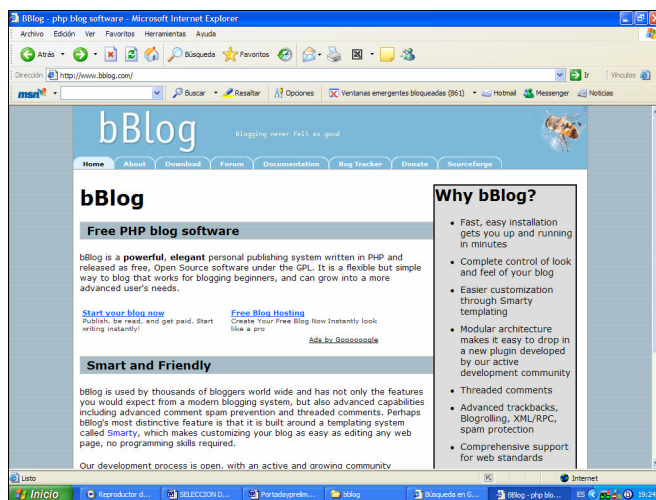 BBlog - php blog software - Microsoft Internet Explorer
Archivo Edición Ver Favoritos Herramientas Ayuda
Atrás Búsqueda Favoritos
Dirección http://www.bblog.com/ Ir Vínculos
msn Buscar Resaltar Opciones Ventanas emergentes bloqueadas (861) Hotmail Messenger Noticias
bBlog Blogging never felt so good
Home About Download Forum Documentation Bug Tracker Donate Sourceforge
bBlog
Free PHP blog software
bBlog is a powerful, elegant personal publishing system written in PHP and
released as free, Open Source software under the GPL. It is a flexible but simple
way to blog that works for blogging beginners, and can grow into a more
advanced user's needs.
Start your blog now
Publish, be read, and get paid. Start
writing instantly!
Free Blog Hosting
Create Your Free Blog Now Instantly look
like a pro
Ads by Goooooogle
Smart and Friendly
bBlog is used by thousands of bloggers world wide and has not only the features
you would expect from a modern blogging system, but also advanced capabilities
including advanced comment spam prevention and threaded comments. Perhaps
bBlog's most distinctive feature is that it is built around a templating system
called Smarty, which makes customizing your blog as easy as editing any web
page, no programming skills required.
Our development process is open, with an active and growing community
Why bBlog?
Fast, easy installation
gets you up and running
in minutes
Complete control of look
and feel of your blog
Easier customization
through Smarty
templating
Modular architecture
makes it easy to drop in
a new plugin developed
by our active
development community
Threaded comments
Advanced trackbacks,
Blogrolling, XML/RPC,
spam protection
Comprehensive support
for web standards
Listo Internet
Inicio Reproductor d... SELECCION D... Portadayprelim... bblog Búsqueda en G... BBlog - php blo... ES 19:24